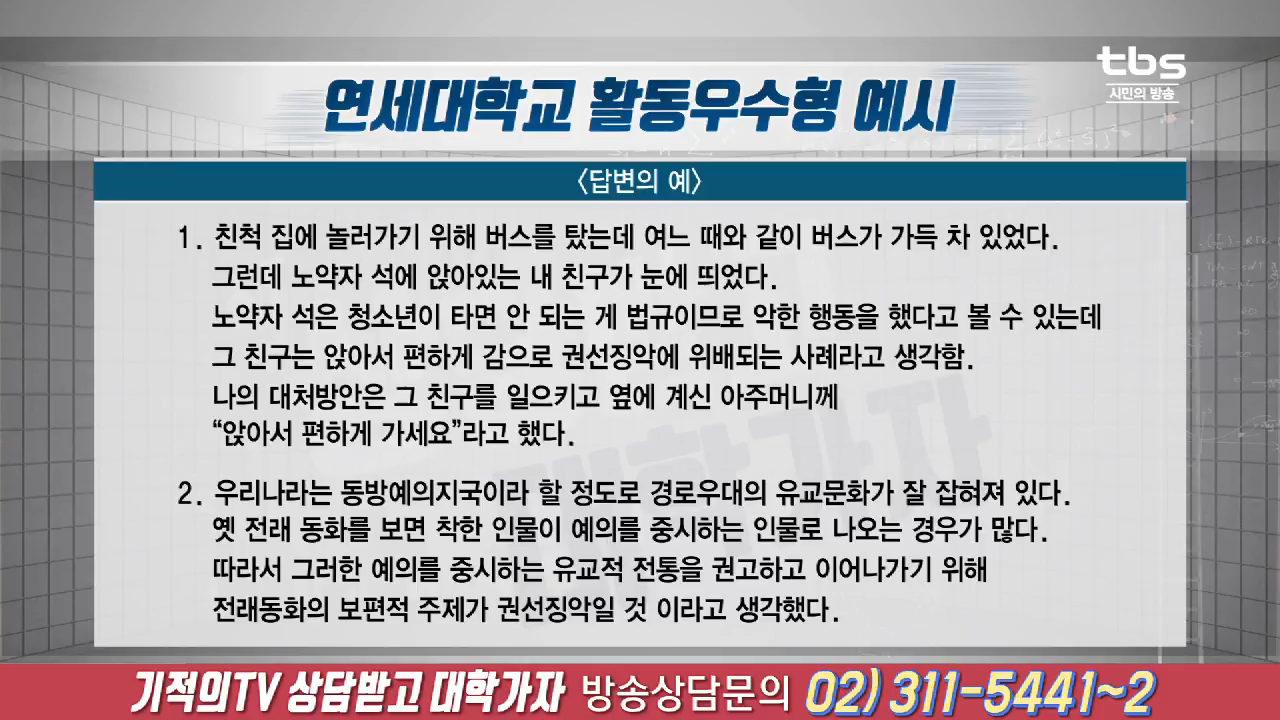 tbs
시민의 방송
연세대학교 활동우수형 예시
<답변의 예>
1. 친척 집에 놀러가기 위해 버스를 탔는데 여느 때와 같이 버스가 가득 차 있었다.
그런데 노약자 석에 앉아있는 내 친구가 눈에 띄었다.
노약자 석은 청소년이 타면 안 되는 게 법규이므로 악한 행동을 했다고 볼 수 있는데
그 친구는 앉아서 편하게 감으로 권선징악에 위배되는 사례라고 생각함.
나의 대처방안은 그 친구를 일으키고 옆에 계신 아주머니께
“앉아서 편하게 가세요”라고 했다.
2. 우리나라는 동방예의지국이라 할 정도로 경로우대의 유교문화가 잘 잡혀져 있다.
옛 전래 동화를 보면 착한 인물이 예의를 중시하는 인물로 나오는 경우가 많다.
따라서 그러한 예의를 중시하는 유교적 전통을 권고하고 이어나가기 위해
전래동화의 보편적 주제가 권선징악일 것 이라고 생각했다.
대학가자
기적의TV 상담받고 대학가자 방송상담문의 02) 311-5441~2